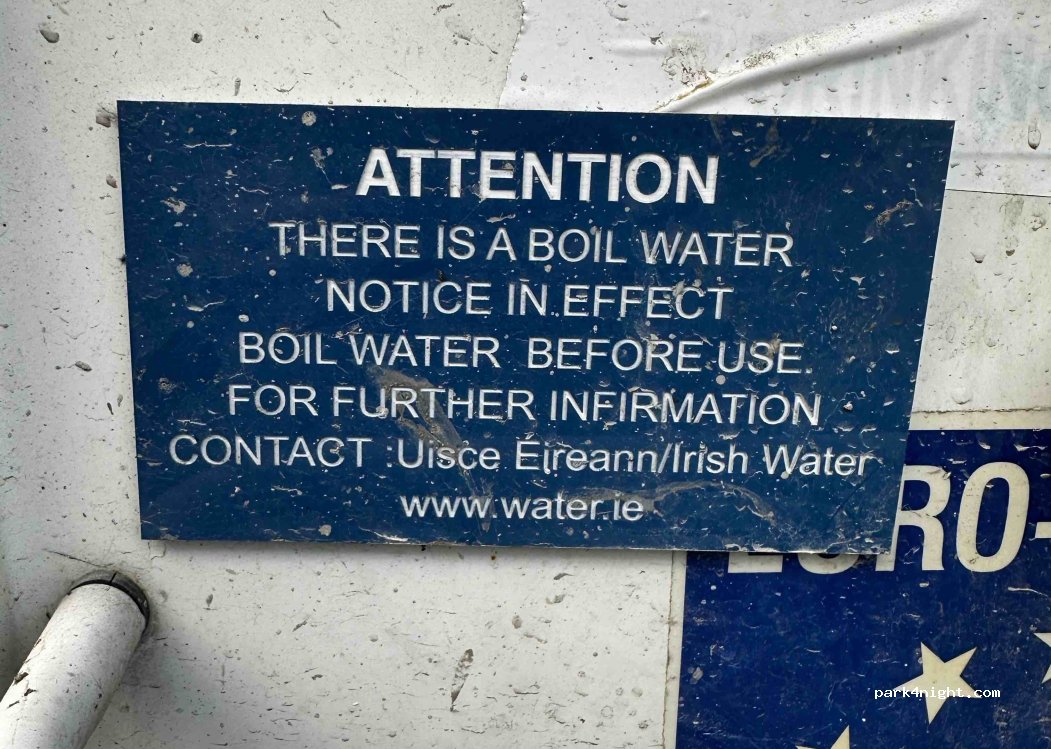 ATTENTION
THERE IS A BOIL WATER
NOTICE IN EFFECT
BOIL WATER BEFORE USE.
FOR FURTHER INFIRMATION
CONTACT :Uisce Éireann/Irish Water
www.water.ie
EURO-
park4night.com